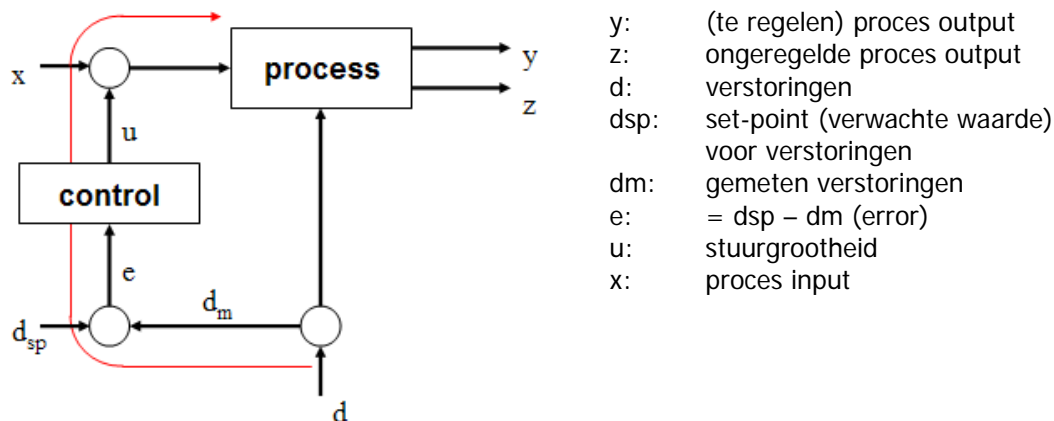 process
x
y
z
u
control
e
d_m
d_sp
d
y: (te regelen) proces output
z: ongeregelde proces output
d: verstoringen
dsp: set-point (verwachte waarde)
voor verstoringen
dm: gemeten verstoringen
e: = dsp – dm (error)
u: stuurgrootheid
x: proces input